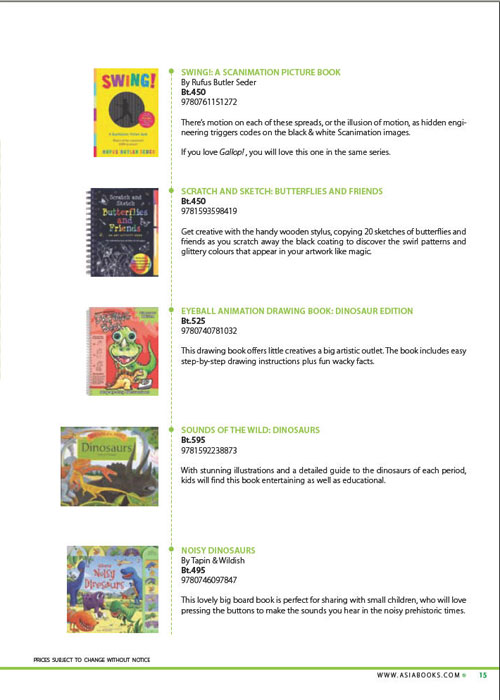 SWING!: A SCANIMATION PICTURE BOOK
By Rufus Butler Seder
Bt.450
9780761151272
There's motion on each of these spreads, or the illusion of motion, as hidden engi-
neering triggers codes on the black & white Scanimation images.
If you love Gallop!, you will love this one in the same series.
SWING!
RUFUS BUTLER SEDER
SCRATCH AND SKETCH: BUTTERFLIES AND FRIENDS
Bt.450
9781593598419
Get creative with the handy wooden stylus, copying 20 sketches of butterflies and
friends as you scratch away the black coating to discover the swirl patterns and
glittery colours that appear in your artwork like magic.
Scratch and
Sketch
Butterflies
and
Friends
EYEBALL ANIMATION DRAWING BOOK: DINOSAUR EDITION
Bt.525
9780740781032
This drawing book offers little creatives a big artistic outlet. The book includes easy
step-by-step drawing instructions plus fun wacky facts.
SOUNDS OF THE WILD: DINOSAURS
Bt.595
9781592238873
With stunning illustrations and a detailed guide to the dinosaurs of each period,
kids will find this book entertaining as well as educational.
Dinosaurs
NOISY DINOSAURS
By Tapin & Wildish
Bt.495
9780746097847
This lovely big board book is perfect for sharing with small children, who will love
pressing the buttons to make the sounds you hear in the noisy prehistoric times.
Noisy
Dinosaurs
PRICES SUBJECT TO CHANGE WITHOUT NOTICE
WWW.ASIABOOKS.COM
15